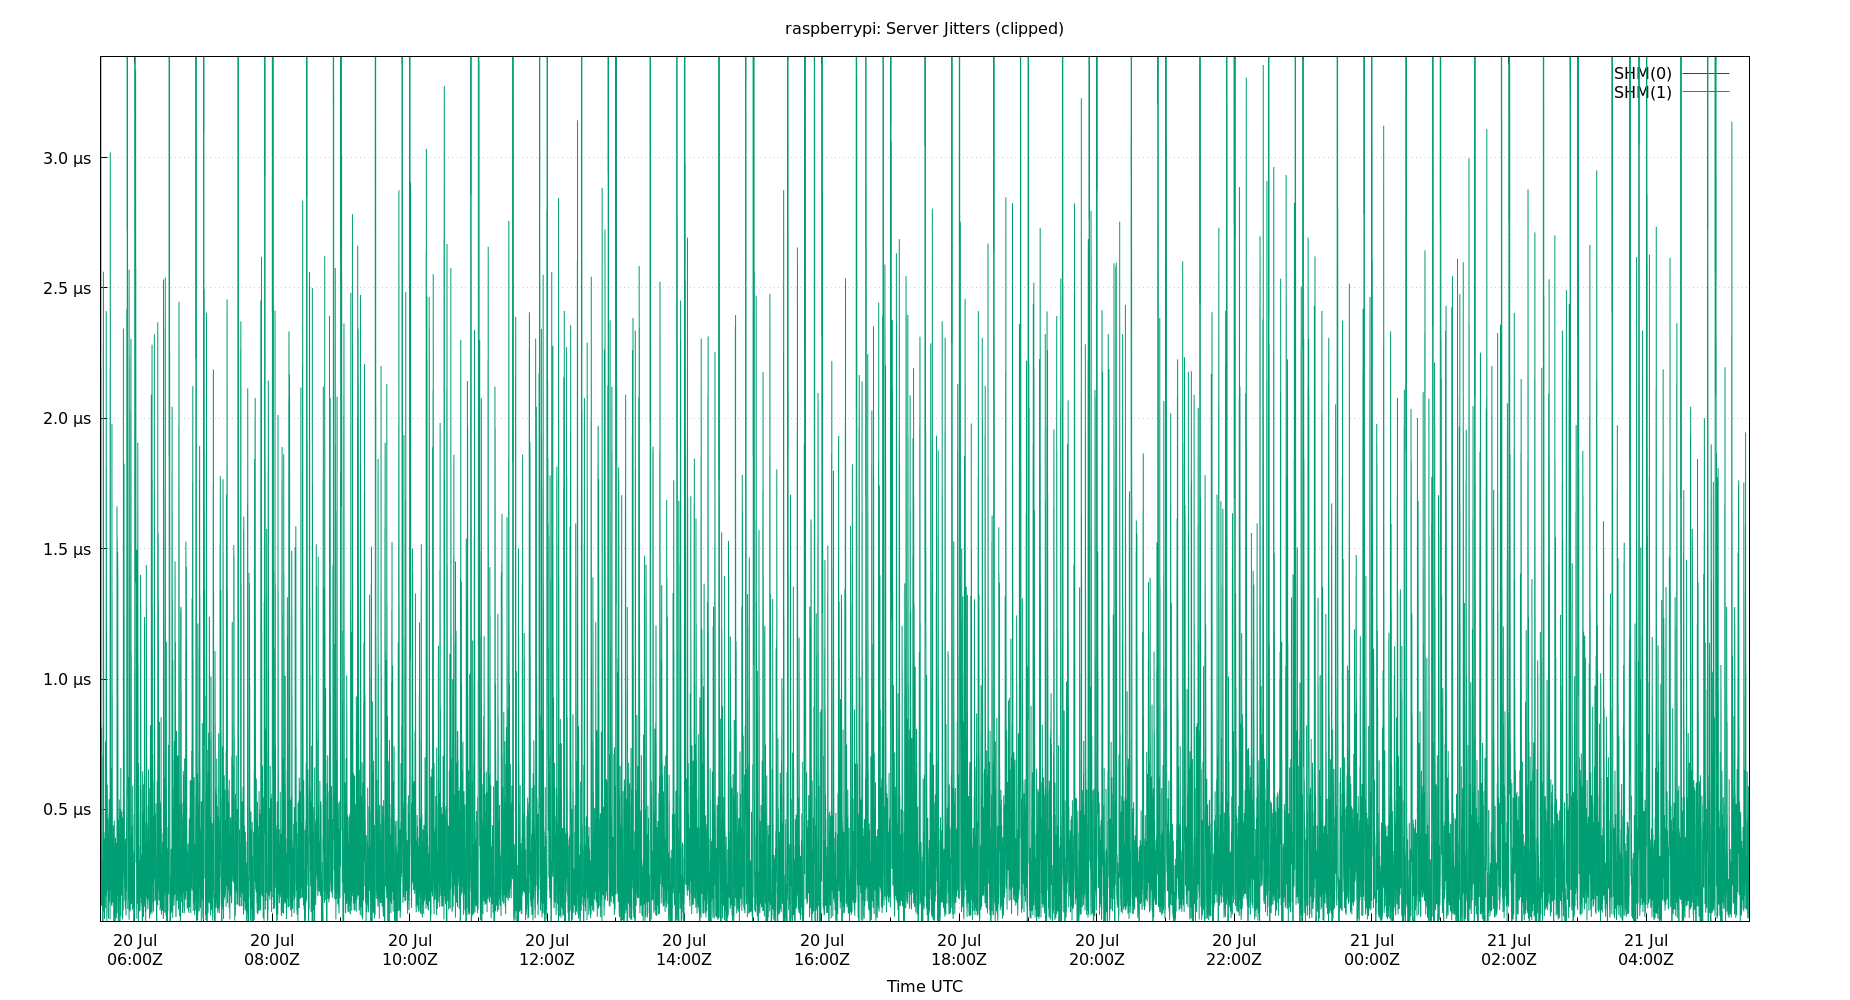 raspberrypi: Server Jitters (clipped)
SHM(0)
SHM(1)
3.0 µs
2.5 µs
2.0 µs
1.5 µs
1.0 µs
0.5 µs
20 Jul 20 Jul 20 Jul 20 Jul 20 Jul 20 Jul 20 Jul 20 Jul 20 Jul 21 Jul 21 Jul 21 Jul
06:00Z 08:00Z 10:00Z 12:00Z 14:00Z 16:00Z 18:00Z 20:00Z 22:00Z 00:00Z 02:00Z 04:00Z
Time UTC